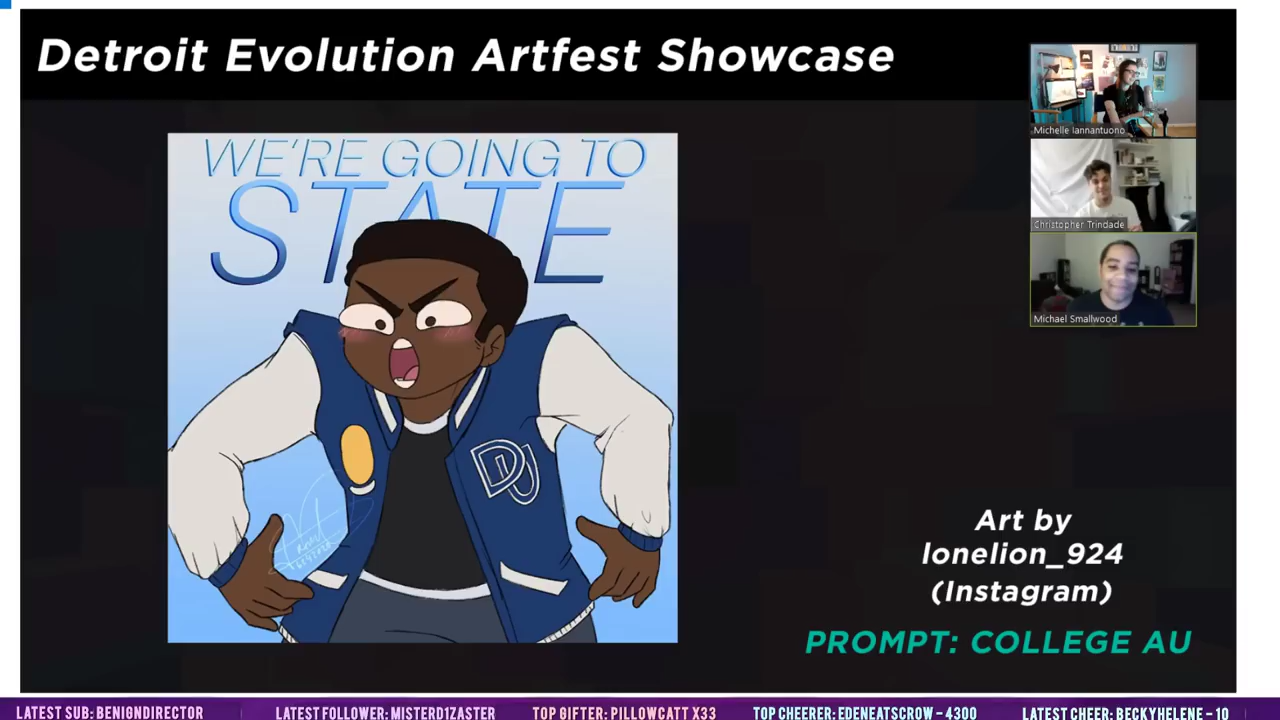 Detroit Evolution Artfest Showcase
Michelle Iannantuono
Christopher Trindade
Michael Smallwood
WE'RE GOING TO
STATE
DJ
Art by
lonelion_924
(Instagram)
PROMPT: COLLEGE AU
LATEST SUB: BENIGNDIRECTOR
LATEST FOLLOWER: MISTERD1ZASTER
TOP GIFTER: PILLOWCATT X33
TOP CHEERER: EDENEATSCROW - 4300
LATEST CHEER: BECKYHELENE - 10